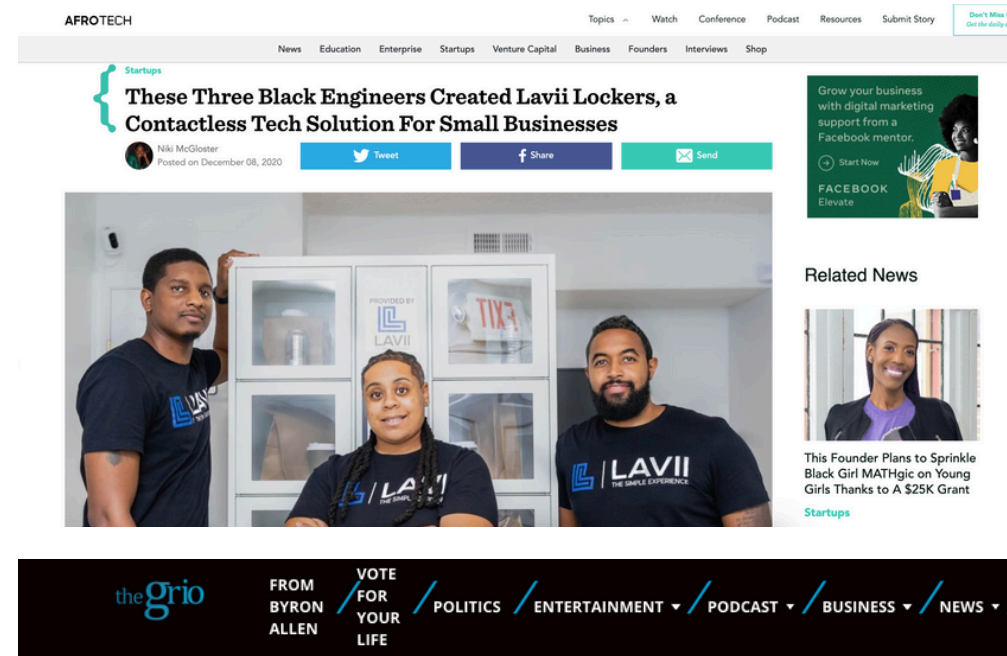 AFROTECH
Topics
Watch
Conference
Podcast
Resources
Submit Story
Don't Miss
Get the daily
News
Education
Enterprise
Startups
Venture Capital
Business
Founders
Interviews
Shop
Startups
These Three Black Engineers Created Lavii Lockers, a
Contactless Tech Solution For Small Businesses
Niki McGloster
Posted on December 08, 2020
Tweet
Share
Send
Grow your business
with digital marketing
support from a
Facebook mentor.
Start Now
FACEBOOK
Elevate
PROVIDED BY
LAVII
EXIT
LAVII
THE SIMPLE EXPERIENCE
Related News
This Founder Plans to Sprinkle
Black Girl MATHgic on Young
Girls Thanks to A $25K Grant
Startups
thegrio
FROM
BYRON
ALLEN
VOTE
FOR
YOUR
LIFE
POLITICS
ENTERTAINMENT
PODCAST
BUSINESS
NEWS